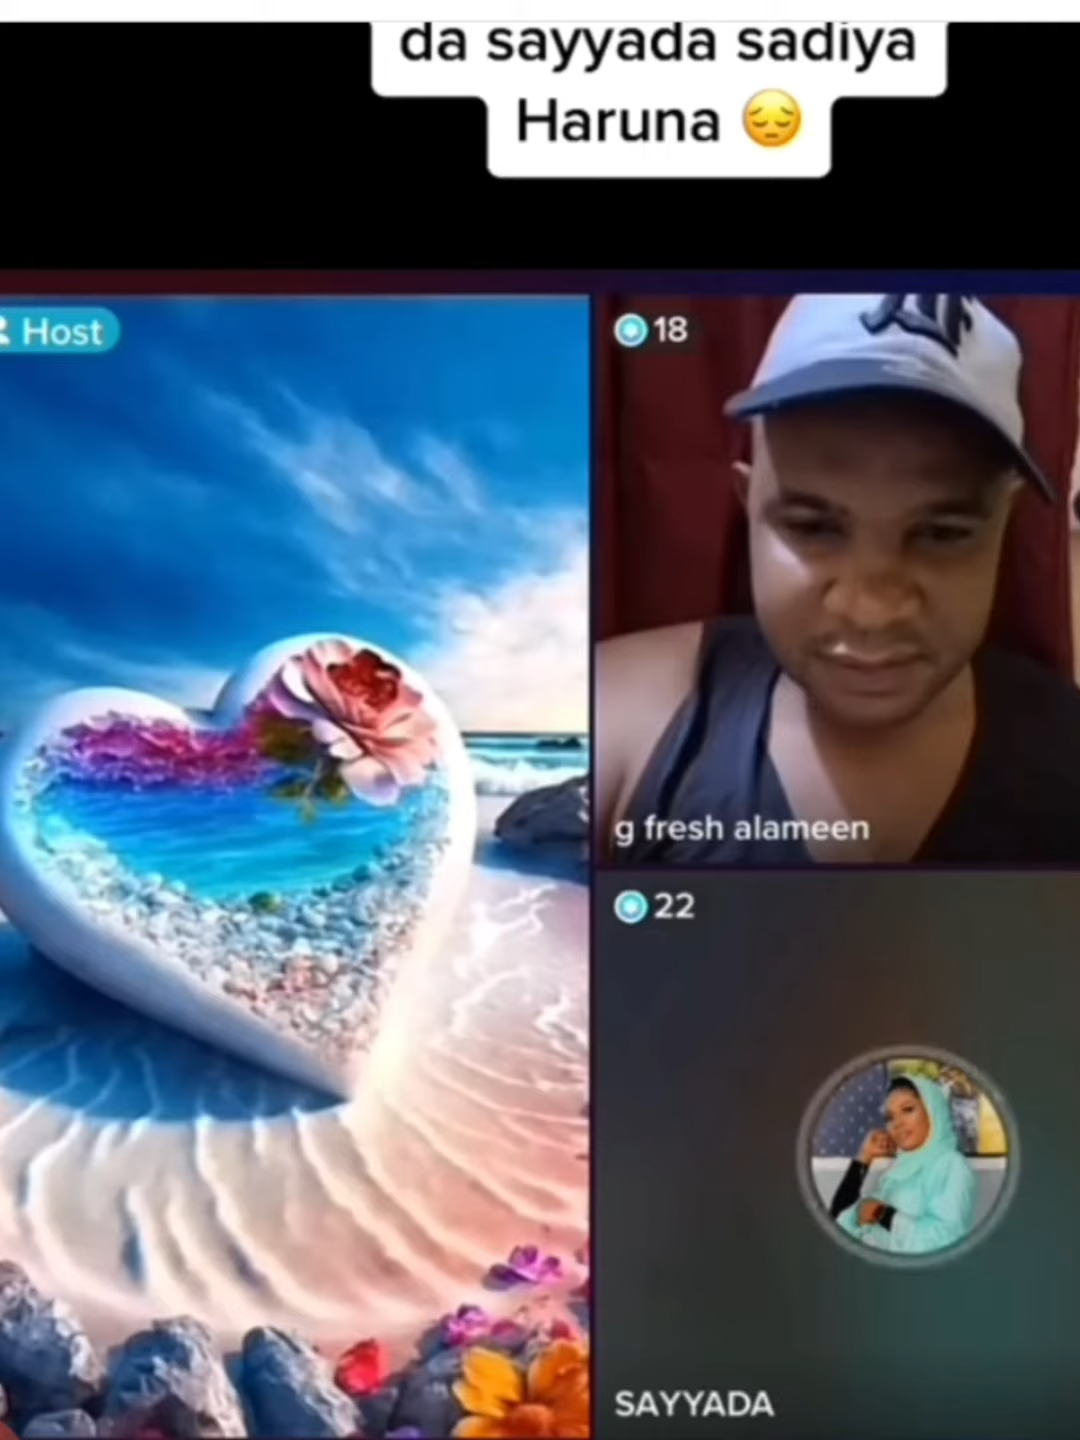 da sayyada sadiya
Haruna 😔
Host
18
g fresh alameen
22
SAYYADA